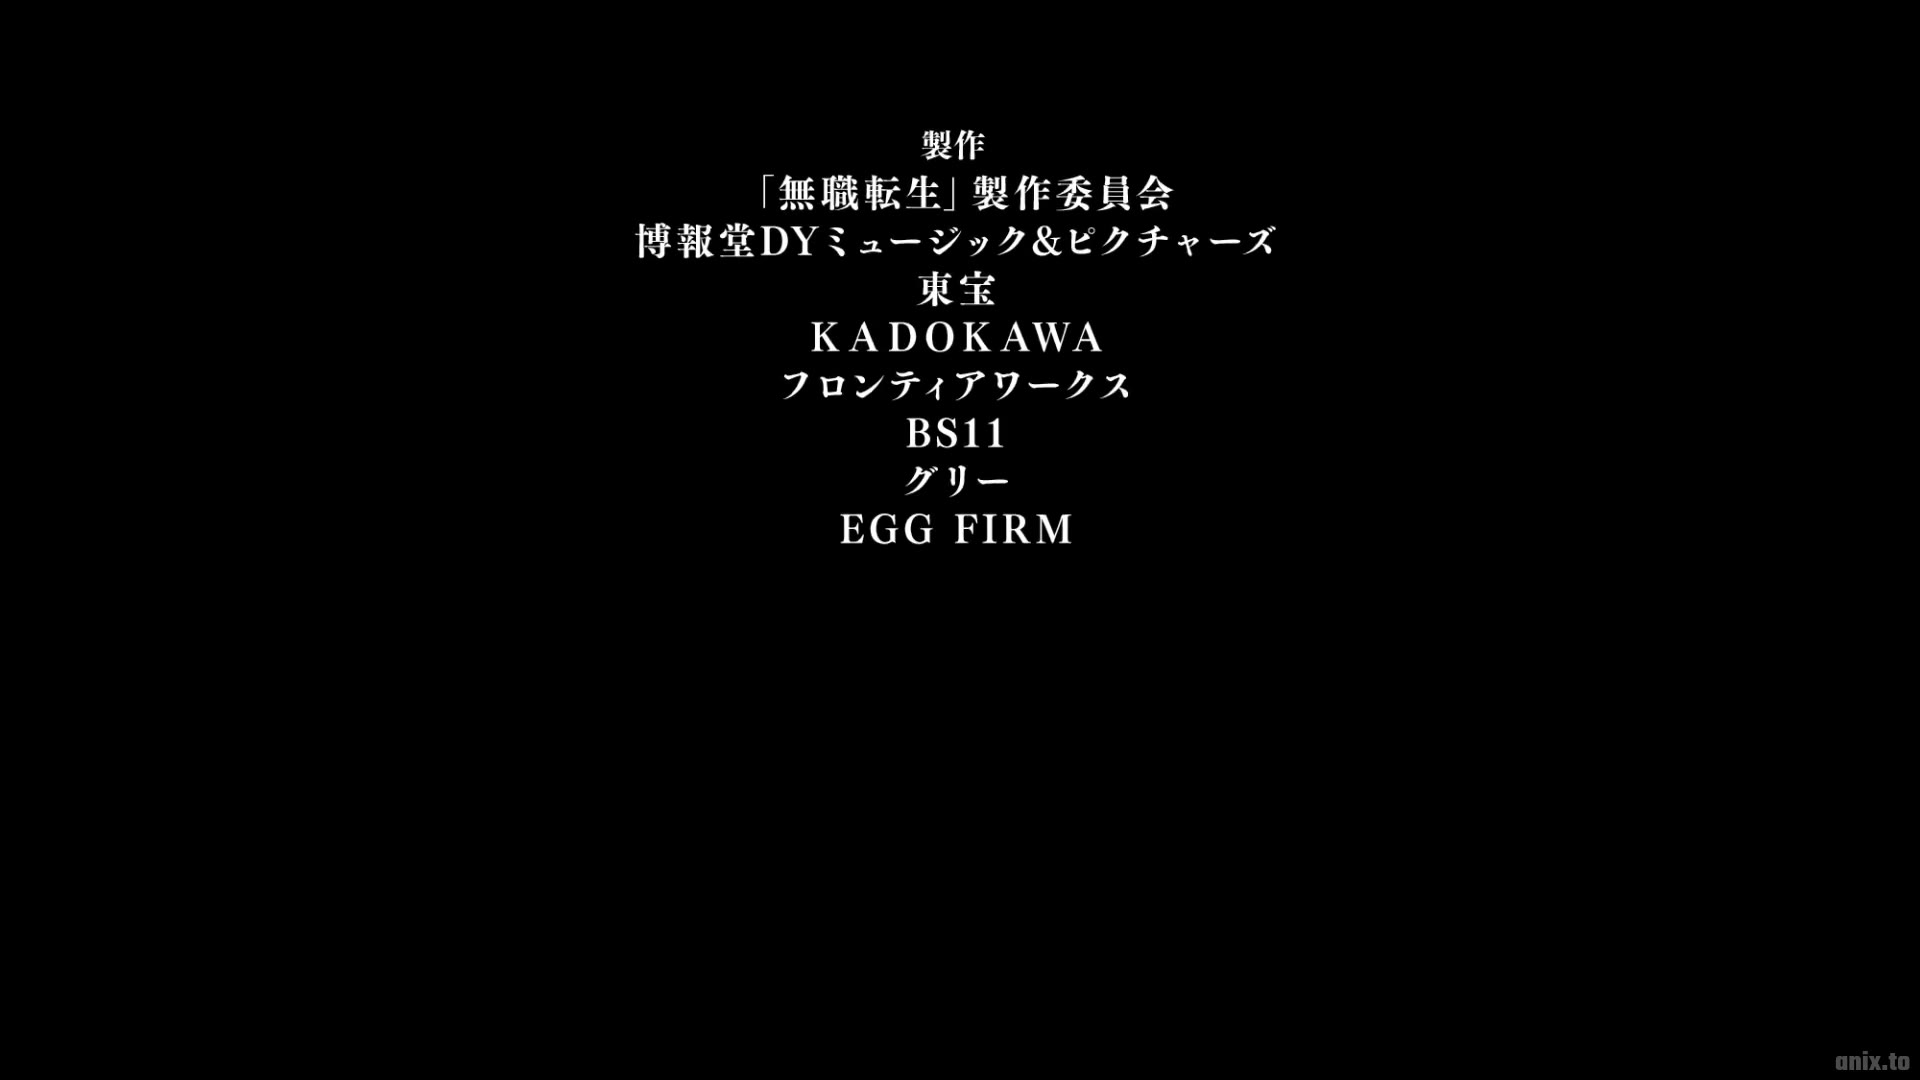 製作
「無職転生」製作委員会
博報堂DYミュージック&ピクチャーズ
東宝
KADOKAWA
フロンティアワークス
BS11
グリー
EGG FIRM
anix.to